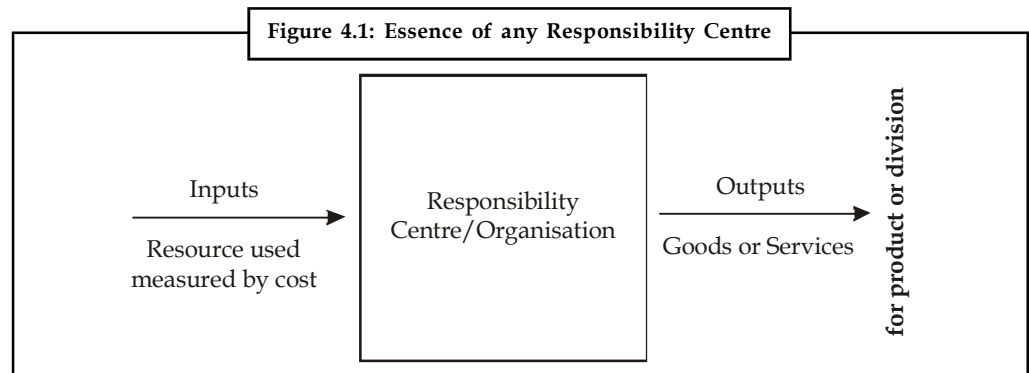 Figure 4.1: Essence of any Responsibility Centre
Inputs
Resource used
measured by cost
Responsibility
Centre/Organisation
Outputs
Goods or Services
for product or division